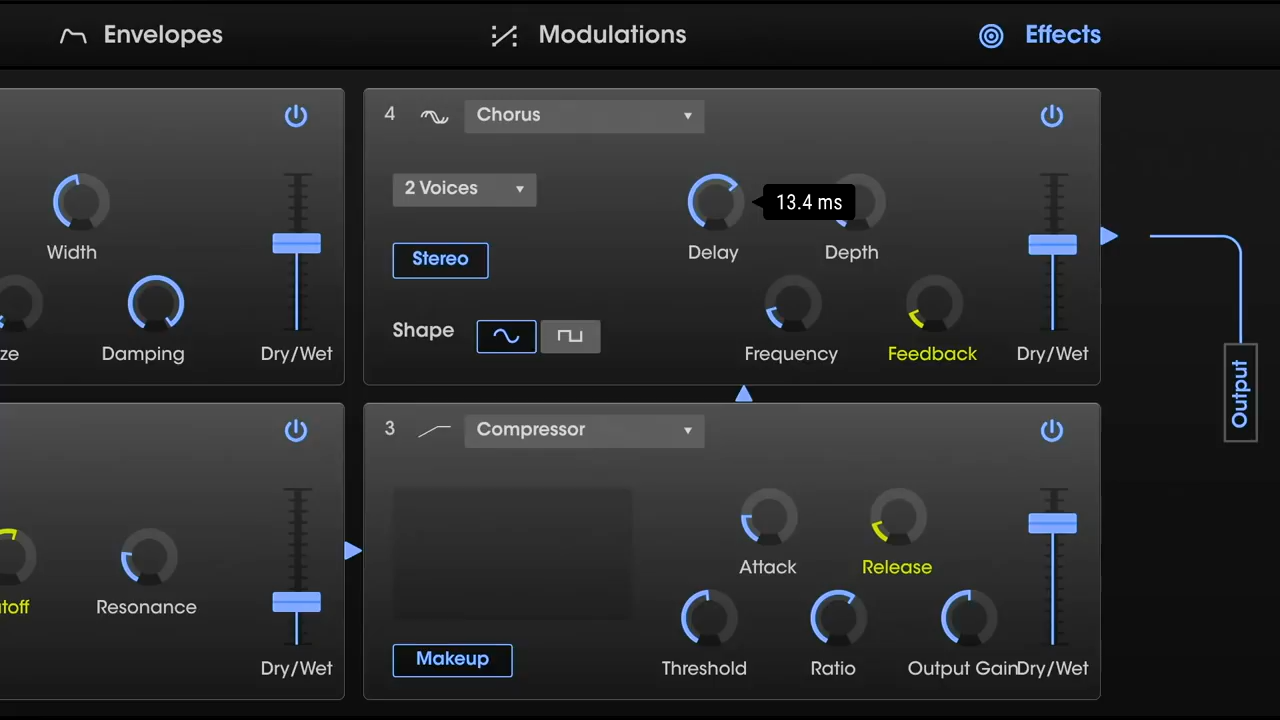 Envelopes
Modulations
Effects
Width
ze
Damping
Dry/Wet
4
Chorus
2 Voices
Stereo
Shape
Delay
13.4 ms
Depth
Frequency
Feedback
Dry/Wet
Output
toff
Resonance
Dry/Wet
3
Compressor
Makeup
Attack
Release
Threshold
Ratio
Output Gain
Dry/Wet